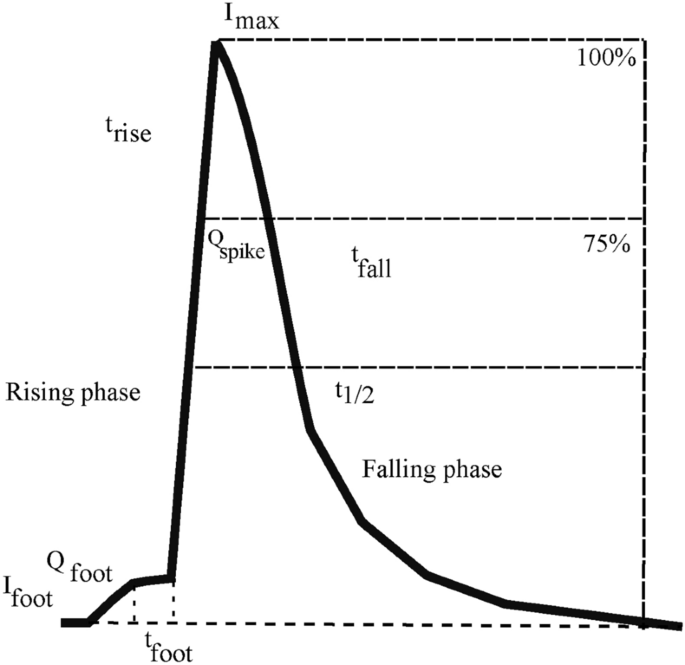 Imax
100%
trise
Qspike
75%
tfall
Rising phase
t1/2
Falling phase
Qfoot
Ifoot
tfoot